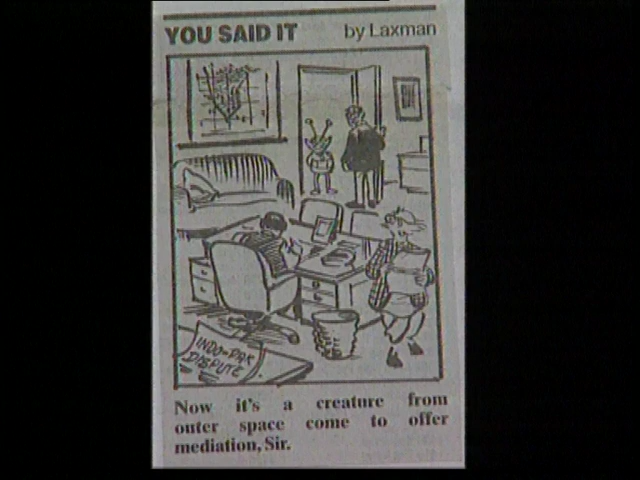 YOU SAID IT by Laxman
INDO-PAK
DISPUTE
Now it's a creature from
outer space come to offer
mediation, Sir.